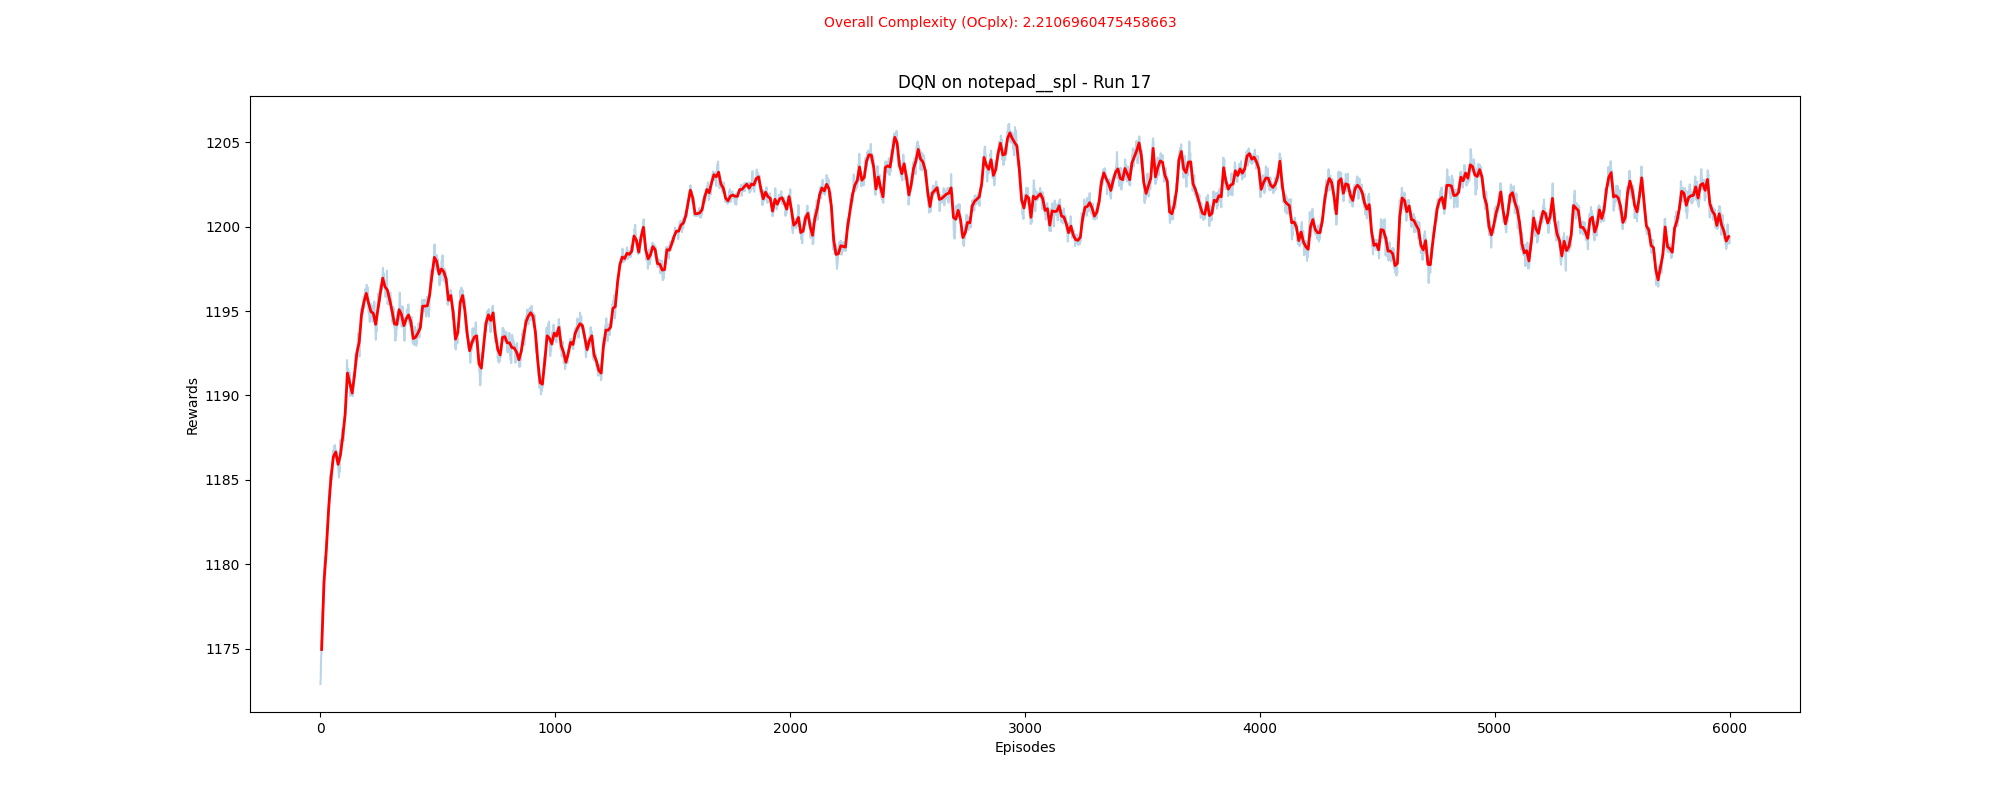 Overall Complexity (OCplx): 2.2106960475458663
DQN on notepad__spl - Run 17
1205
1200
1195
1190
1185
1180
1175
Rewards
0 1000 2000 3000 4000 5000 6000
Episodes